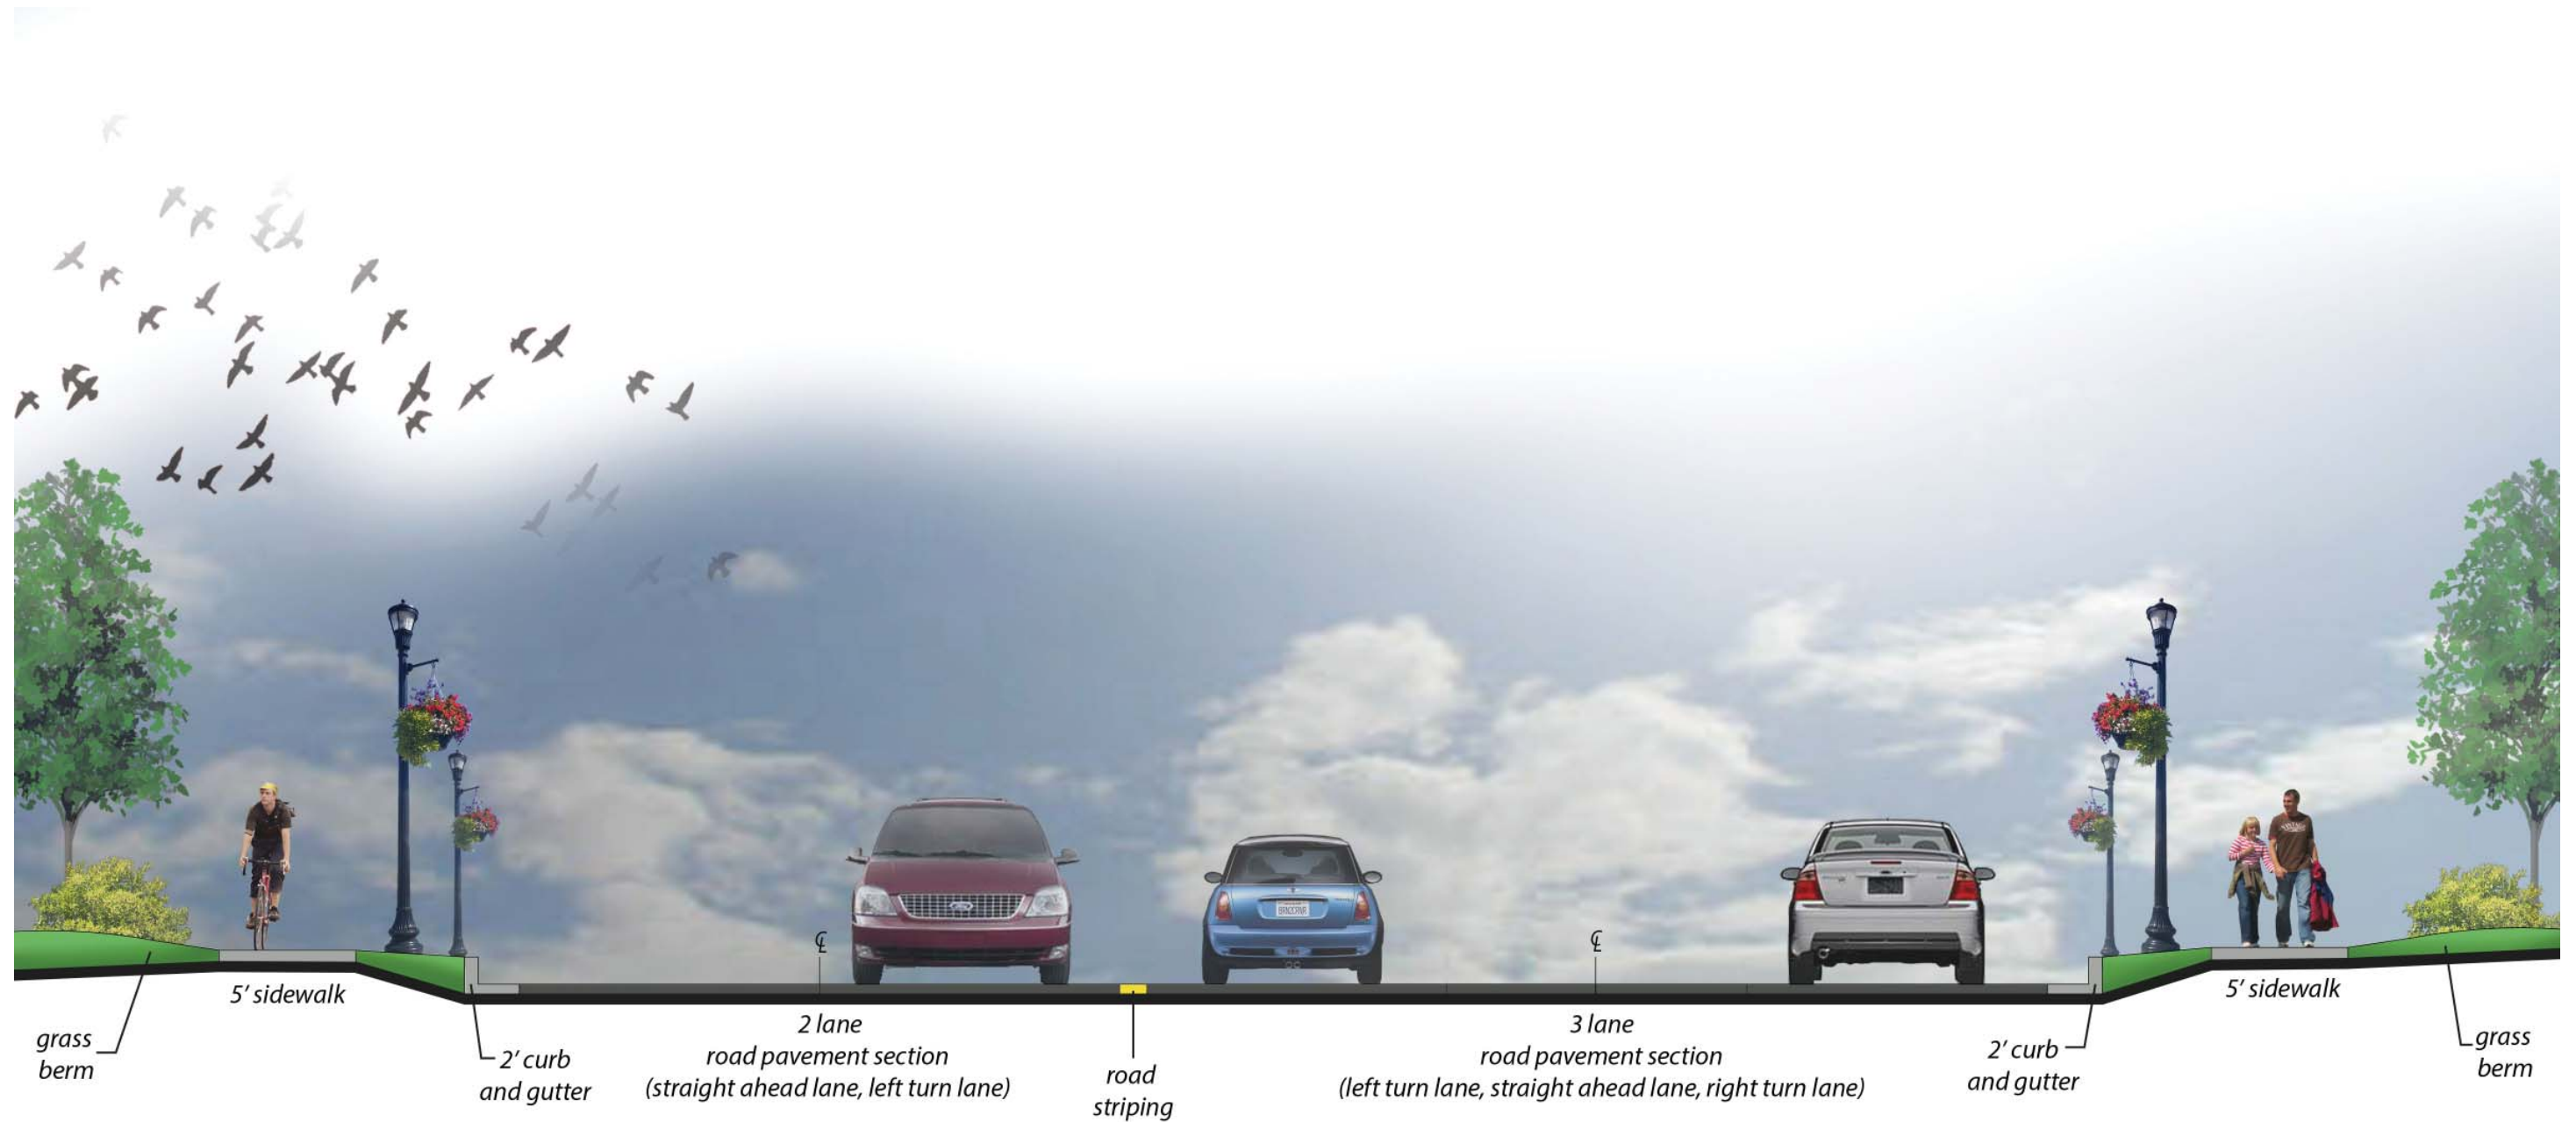 ℄
℄
5' sidewalk
grass
berm
2' curb
and gutter
2 lane
road pavement section
(straight ahead lane, left turn lane)
road
striping
3 lane
road pavement section
(left turn lane, straight ahead lane, right turn lane)
2' curb
and gutter
5' sidewalk
grass
berm